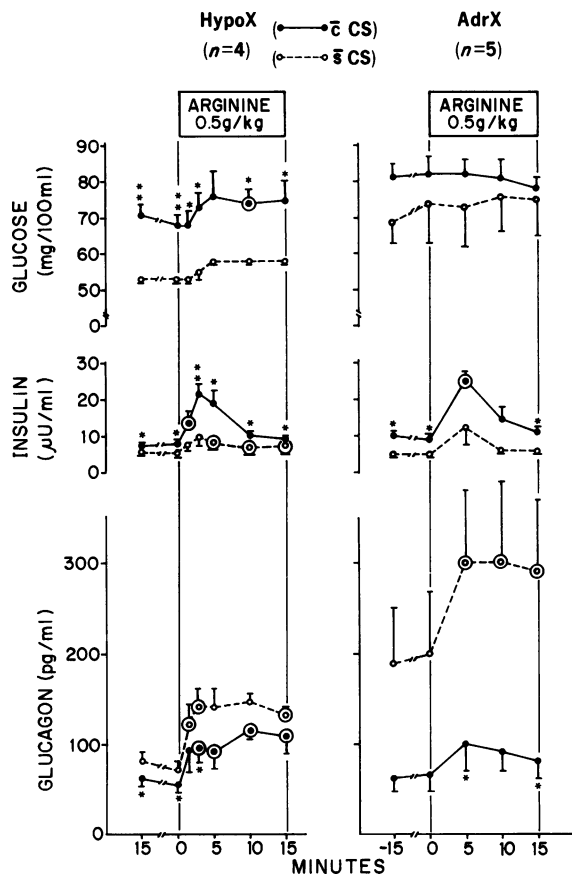 HypoX
(n=4)
(●——● c̄ CS)
(○-----○ s̄ CS)
AdrX
(n=5)
ARGININE
0.5g/kg
ARGININE
0.5g/kg
GLUCOSE
(mg/100ml)
90
80
70
60
50
0
* *
* *
*
*
*
*
INSULIN
(μU/ml)
30
20
10
0
*
*
* *
*
*
*
*
*
*
GLUCAGON (pg/ml)
300
200
100
0
*
*
*
*
*
15 0 5 10 15
-15 0 5 10 15
MINUTES